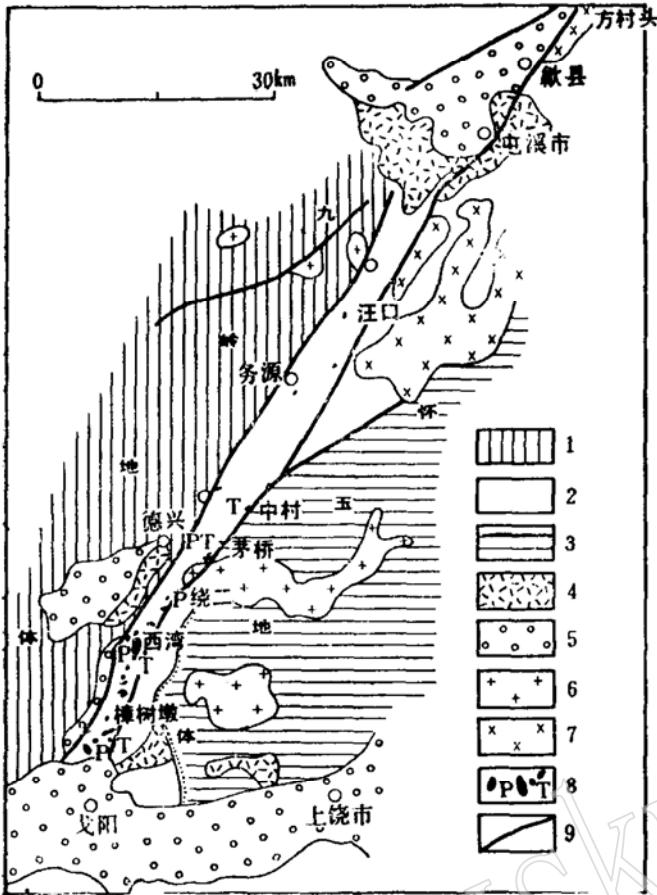 方村头
0 30km
歙县
屯溪市
九
汪口
岭
务源
怀
1
地
玉
2
T 中村
德兴
3
PT 茅桥
4
P 绕二
地
体
西湾
5
P
T
6
樟树墩
体
7
P T
P T 8
弋阳
上饶市
9